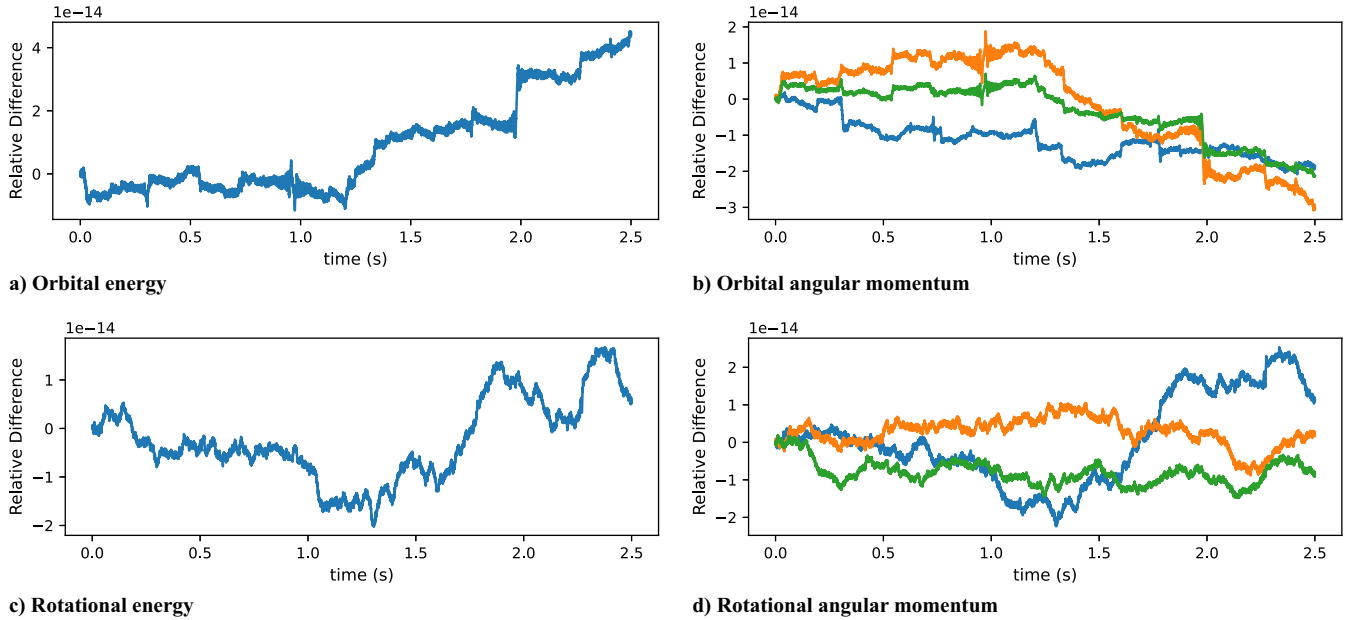 1e−14
Relative Difference
4
2
0
0.0 0.5 1.0 1.5 2.0 2.5
time (s)
a) Orbital energy
1e−14
Relative Difference
2
1
0
−1
−2
−3
0.0 0.5 1.0 1.5 2.0 2.5
time (s)
b) Orbital angular momentum
1e−14
Relative Difference
1
0
−1
−2
0.0 0.5 1.0 1.5 2.0 2.5
time (s)
c) Rotational energy
1e−14
Relative Difference
2
1
0
−1
−2
0.0 0.5 1.0 1.5 2.0 2.5
time (s)
d) Rotational angular momentum